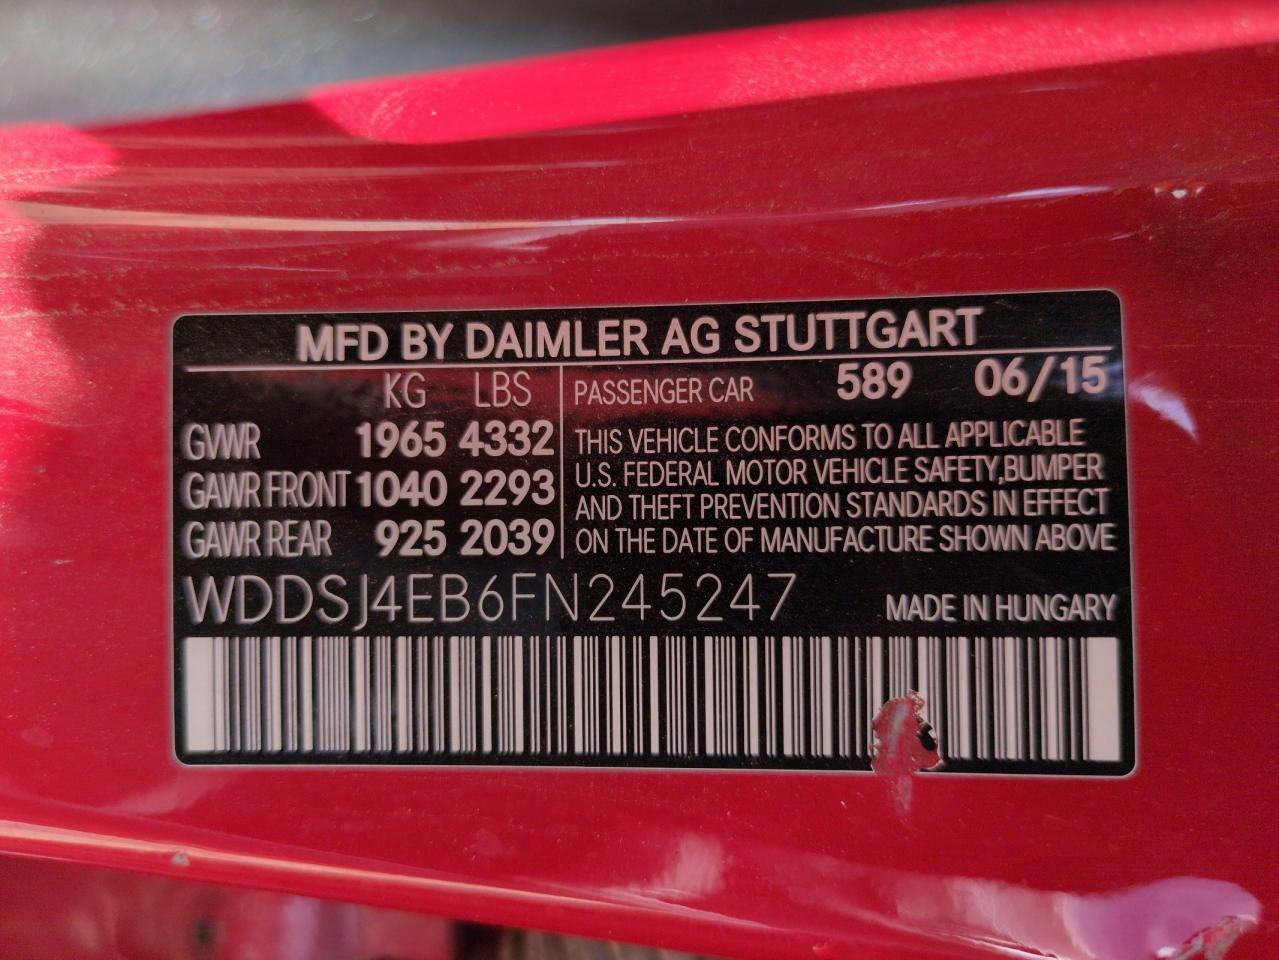 MFD BY DAIMLER AG STUTTGART
KG LBS
GVWR 1965 4332
GAWR FRONT 1040 2293
GAWR REAR 925 2039
PASSENGER CAR 589 06/15
THIS VEHICLE CONFORMS TO ALL APPLICABLE
U.S. FEDERAL MOTOR VEHICLE SAFETY,BUMPER
AND THEFT PREVENTION STANDARDS IN EFFECT
ON THE DATE OF MANUFACTURE SHOWN ABOVE
WDDSJ4EB6FN245247 MADE IN HUNGARY